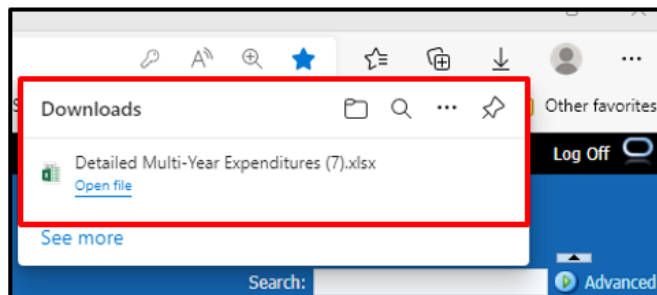 Downloads
Other favorites
Detailed Multi-Year Expenditures (7).xlsx
Open file
Log Off
See more
Search:
Advanced